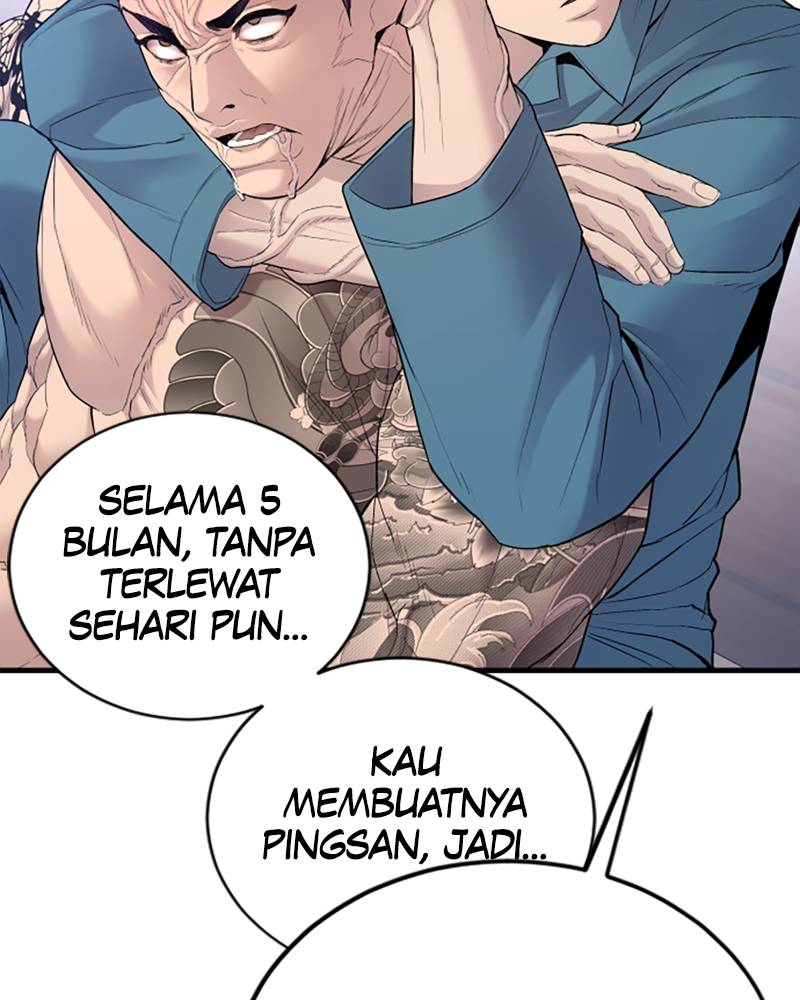 SELAMA 5
BULAN, TANPA
TERLEWAT
SEHARI PUN...
KAU
MEMBUATNYA
PINGSAN, JADI...